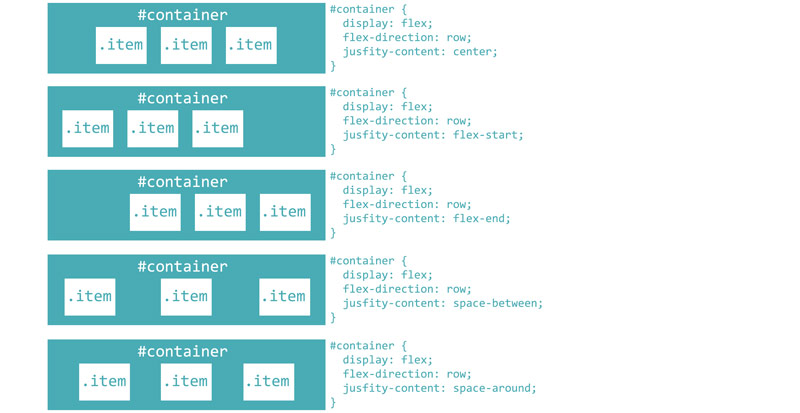 #container
.item .item .item
#container {
  display: flex;
  flex-direction: row;
  jusfity-content: center;
}
#container
.item .item .item
#container {
  display: flex;
  flex-direction: row;
  jusfity-content: flex-start;
}
#container
.item .item .item
#container {
  display: flex;
  flex-direction: row;
  jusfity-content: flex-end;
}
#container
.item .item .item
#container {
  display: flex;
  flex-direction: row;
  jusfity-content: space-between;
}
#container
.item .item .item
#container {
  display: flex;
  flex-direction: row;
  jusfity-content: space-around;
}